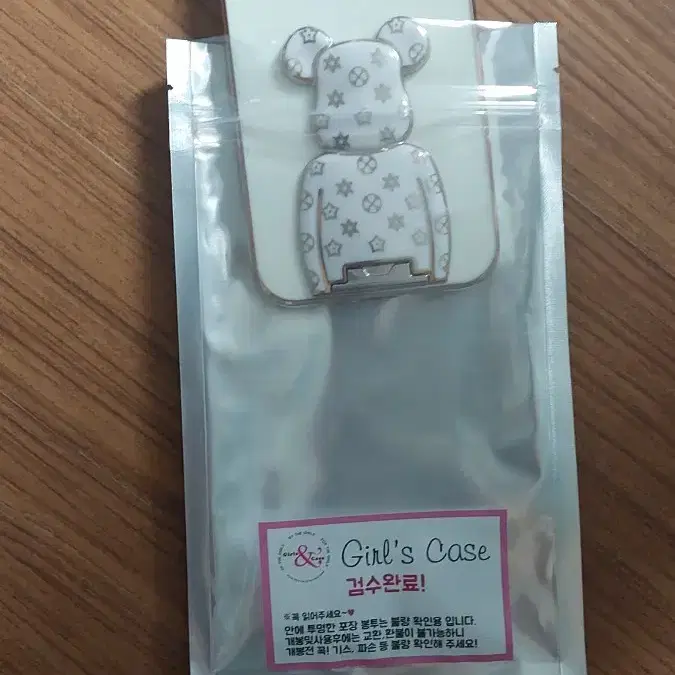 Girls & Case
Girl's Case
검수완료!
※꼭 읽어주세요~♥
안에 투명한 포장 봉투는 불량 확인용 입니다.
개봉및사용후에는 교환,환불이 불가능하니
개봉전 꼭! 기스, 파손 등 불량 확인해 주세요!